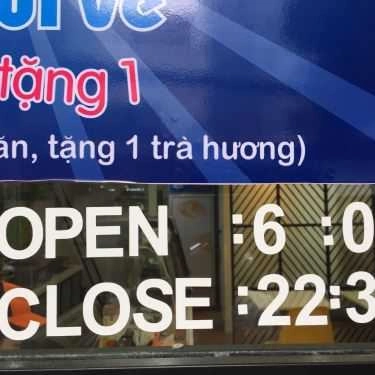 tặng 1
ăn, tặng 1 trà hương)
OPEN :6 :0
CLOSE :22:3